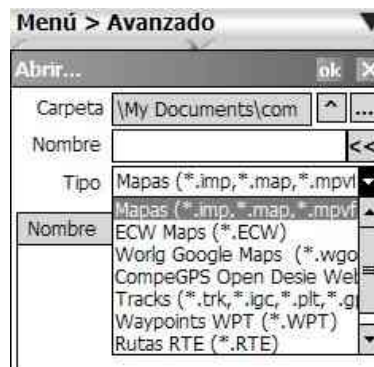 Menú > Avanzado
Abrir... ok X
Carpeta \My Documents\com ^ ...
Nombre <<
Tipo Mapas (*.imp,*.map,*.mpvf
Nombre
Mapas (*.imp,*.map,*.mpvf
ECW Maps (*.ECW)
Worlg Google Maps (*.wgo
CompeGPS Open Desie Wel
Tracks (*.trk,*.igc,*.plt,*.g
Waypoints WPT (*.WPT)
Rutas RTE (*.RTE)